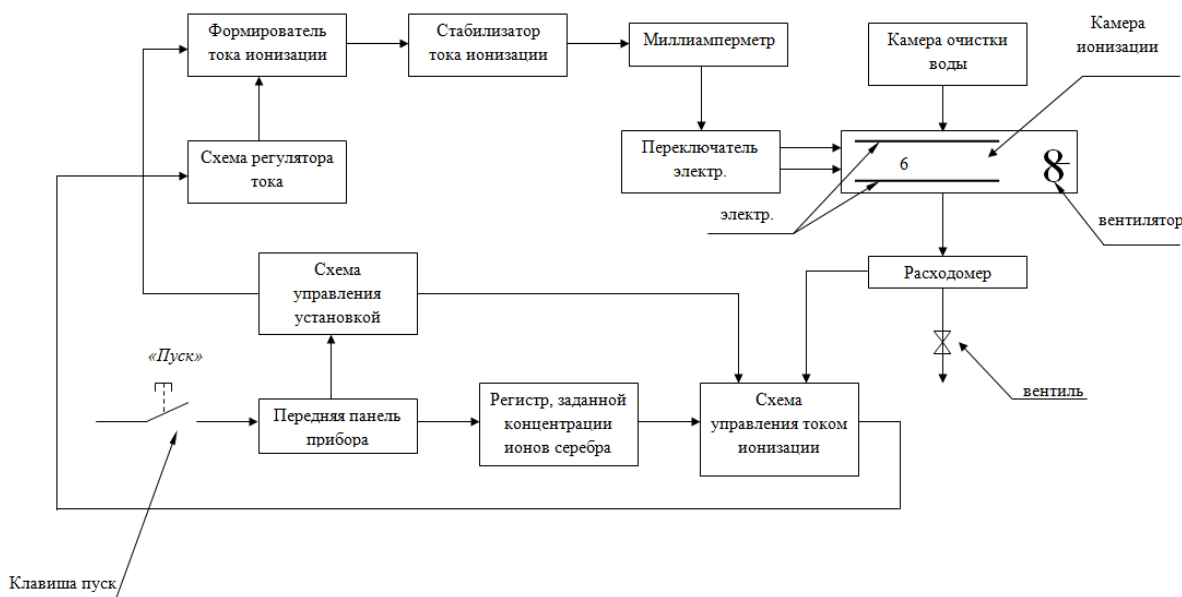 Формирователь
тока ионизации
Стабилизатор
тока ионизации
Миллиамперметр
Камера очистки
воды
Камера
ионизации
Схема регулятора
тока
Переключатель
электр.
6
8
электр.
вентилятор
Схема
управления
установкой
Расходомер
«Пуск»
вентиль
Передняя панель
прибора
Регистр, заданной
концентрации
ионов серебра
Схема
управления током
ионизации
Клавиша пуск